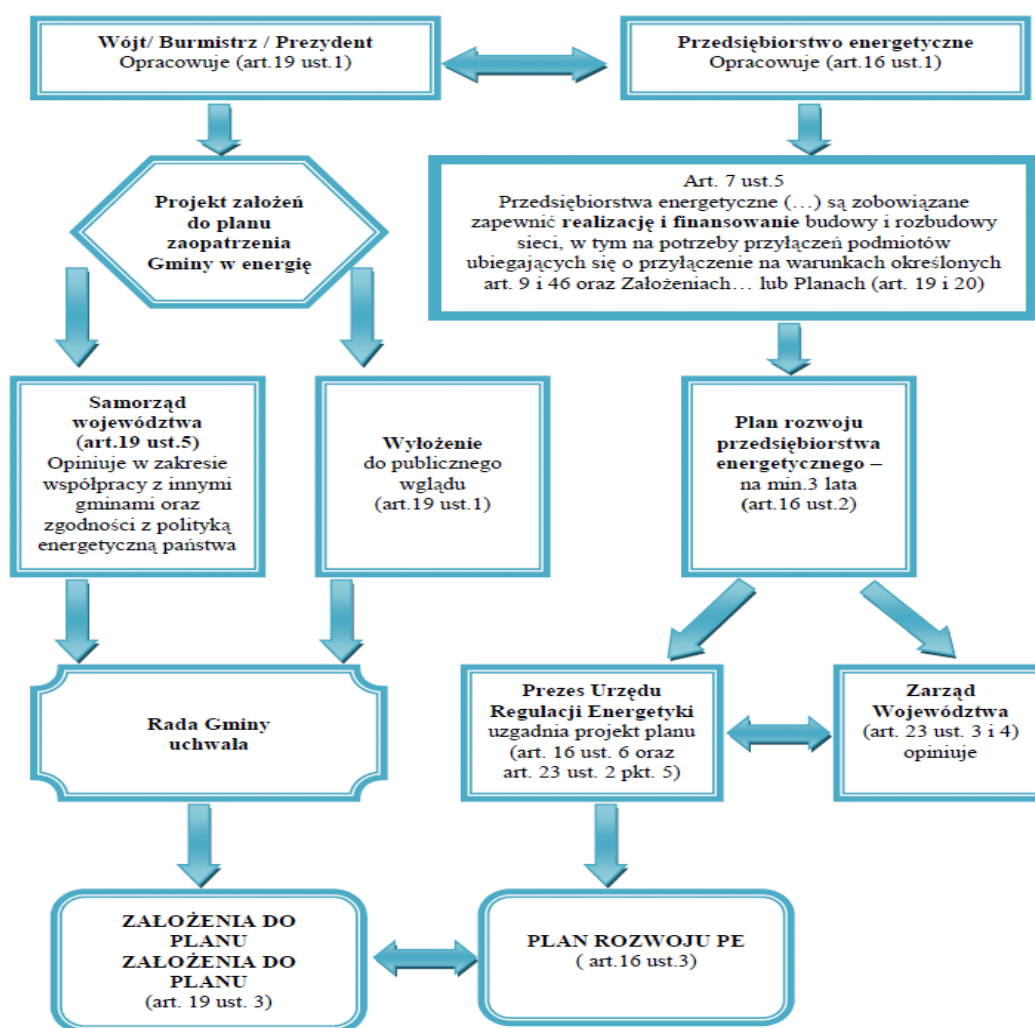 Wójt/ Burmistrz / Prezydent
Opracowuje (art.19 ust.1)
Przedsiębiorstwo energetyczne
Opracowuje (art.16 ust.1)
Projekt założeń
do planu
zaopatrzenia
Gminy w energię
Art. 7 ust.5
Przedsiębiorstwa energetyczne (…) są zobowiązane
zapewnić realizację i finansowanie budowy i rozbudowy
sieci, w tym na potrzeby przyłączeń podmiotów
ubiegających się o przyłączenie na warunkach określonych
art. 9 i 46 oraz Założeniach… lub Planach (art. 19 i 20)
Samorząd
województwa
(art.19 ust.5)
Opiniuje w zakresie
współpracy z innymi
gminami oraz
zgodności z polityką
energetyczną państwa
Wyłożenie
do publicznego
wglądu
(art.19 ust.1)
Plan rozwoju
przedsiębiorstwa
energetycznego –
na min.3 lata
(art.16 ust.2)
Rada Gminy
uchwala
Prezes Urzędu
Regulacji Energetyki
uzgadnia projekt planu
(art. 16 ust. 6 oraz
art. 23 ust. 2 pkt. 5)
Zarząd
Województwa
(art. 23 ust. 3 i 4)
opiniuje
ZAŁOŻENIA DO
PLANU
ZAŁOŻENIA DO
PLANU
(art. 19 ust. 3)
PLAN ROZWOJU PE
( art.16 ust.3)